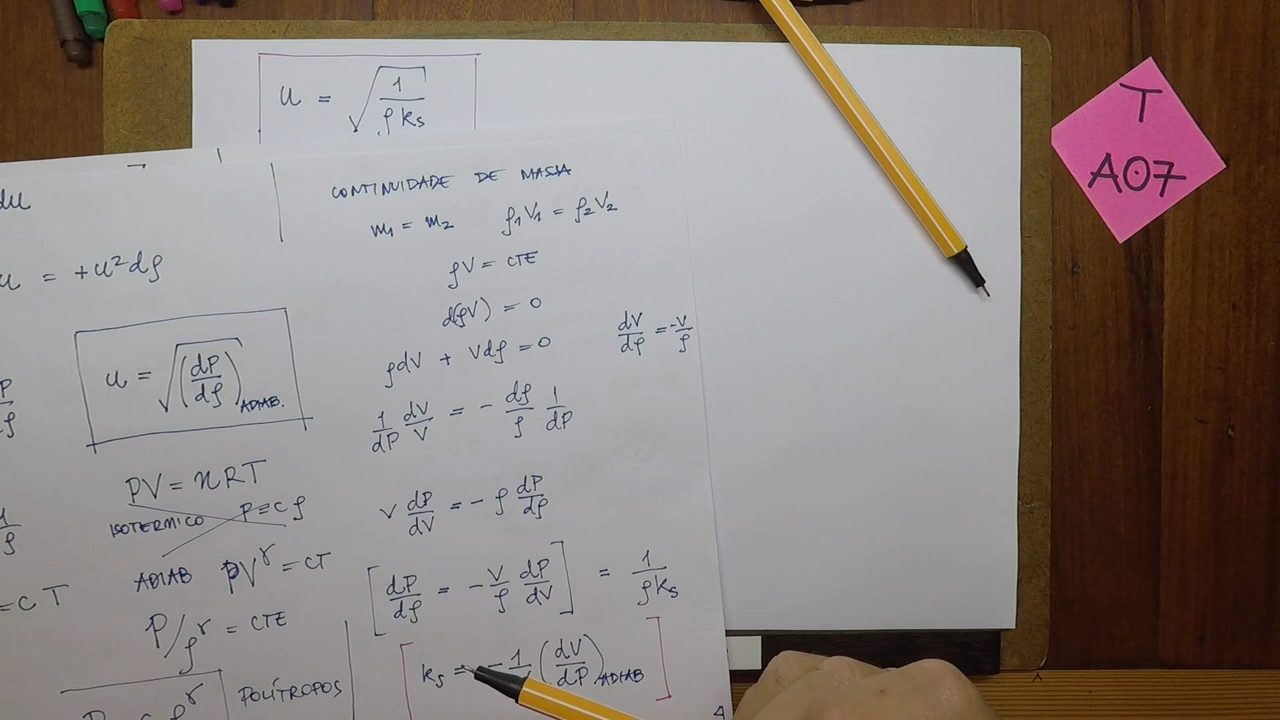 u = √(1/ρkₛ)
du
u = +u²dρ
u = √(dP/dρ) ADIAB.
PV = nRT
ISOTERMICO P=Cρ
ADIAB PV^γ = CT
= C T
P/ρ^γ = CTE
POLÍTROPOS
CONTINUIDADE DE MASSA
m₁ = m₂ ρ₁V₁ = ρ₂V₂
ρV = CTE
d(ρV) = 0
ρdV + Vdρ = 0 dV/dρ = -V/ρ
1/dP dV/V = - dρ/ρ 1/dP
V dP/dV = - ρ dP/dρ
[dP/dρ = - V/ρ dP/dV] = 1/ρkₛ
kₛ = - 1/ (dV/dP) ADIAB
4
T
A07